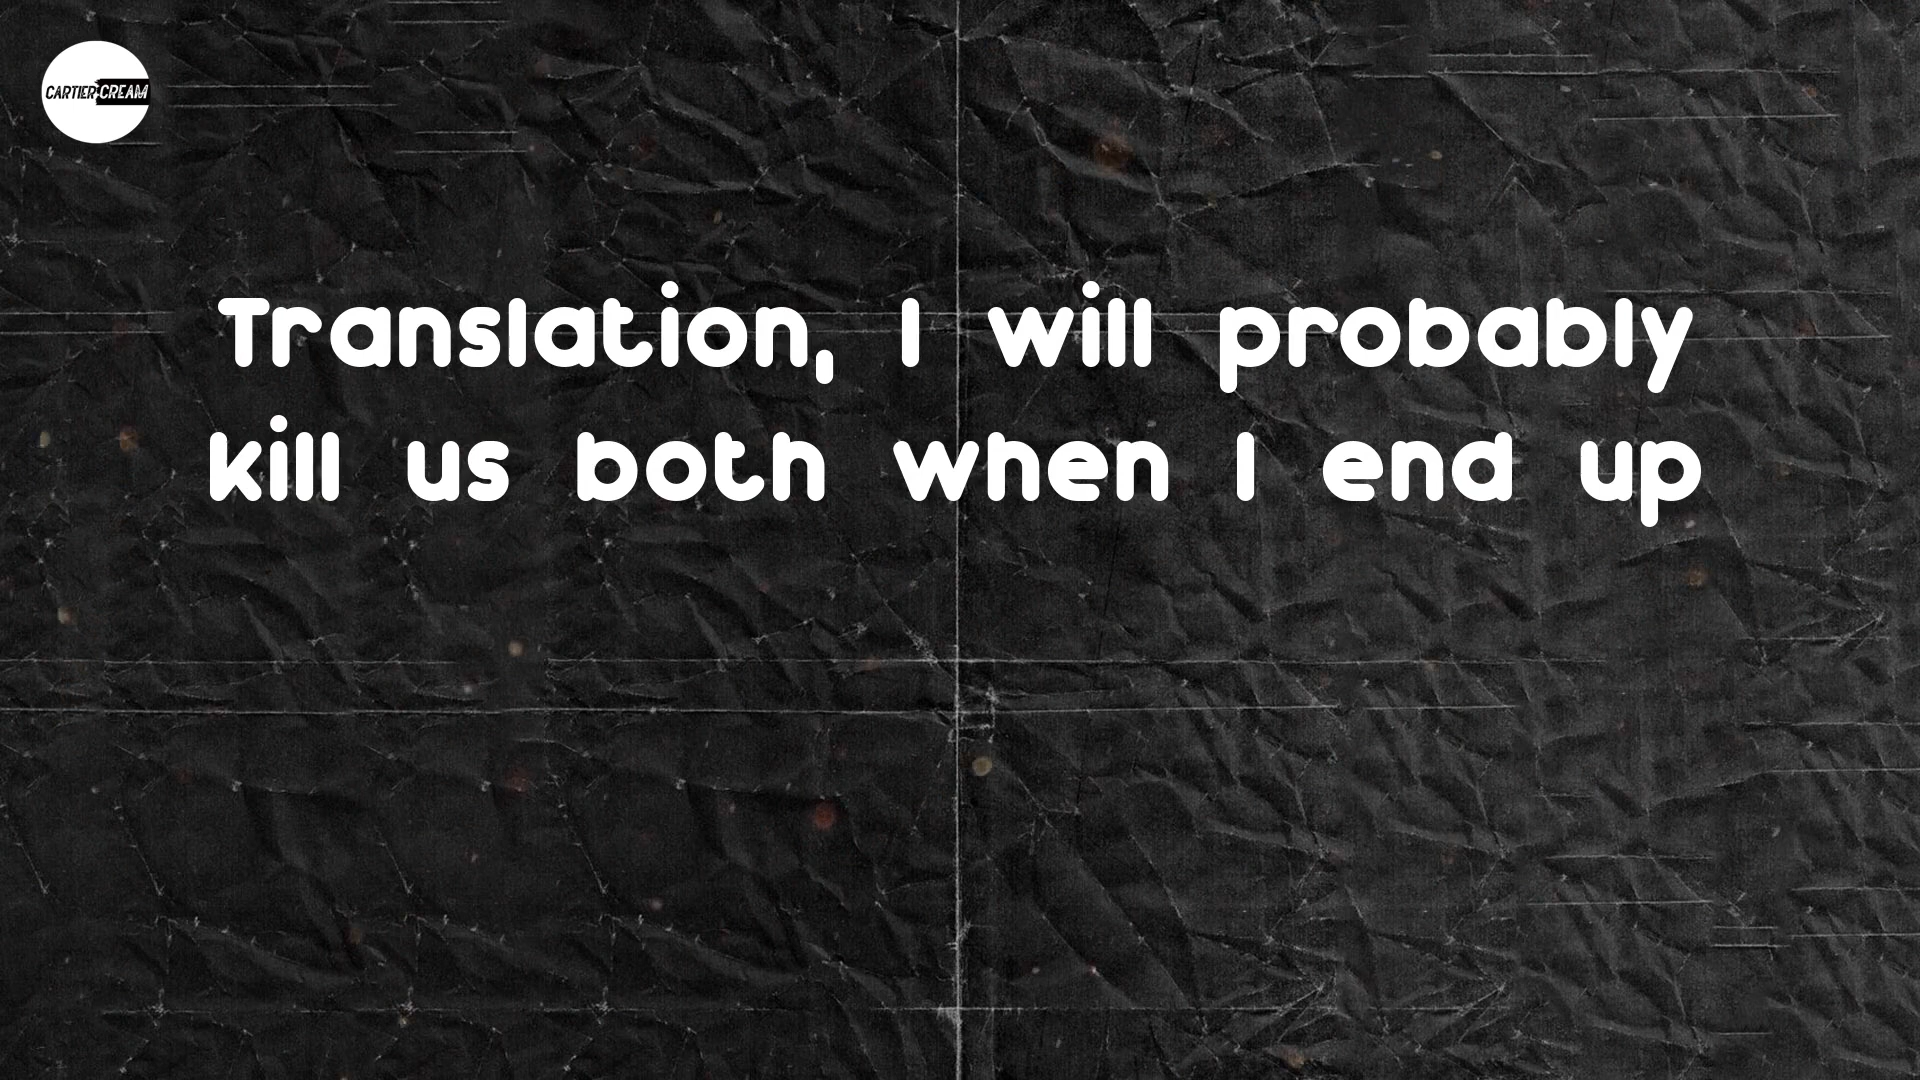 CARTIER-CREAM
Translation, I will probably
kill us both when I end up